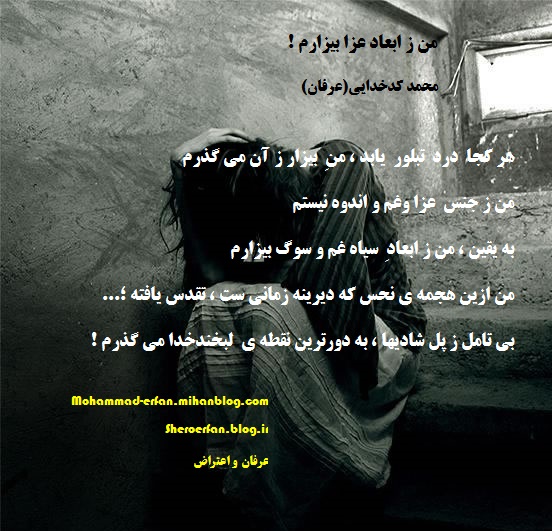 من ز ابعاد عزا بیزارم !
محمد کدخدایی(عرفان)
هر کجا درد تبلور یابد ، منِ بیزار ز آن می گذرم
من ز جنس عزا وغم و اندوه نیستم
به یقین ، من ز ابعادِ سیاه غم و سوگ بیزارم
من ازین هجمه ی نحس که دیرینه زمانی ست ، تقدس یافته ؛...
بی تامل ز پل شادیها ، به دورترین نقطه ی لبخندخدا می گذرم !
Mohammad-erfan.mihanblog.com
Sheroerfan.blog.ir
عرفان و اعتراض